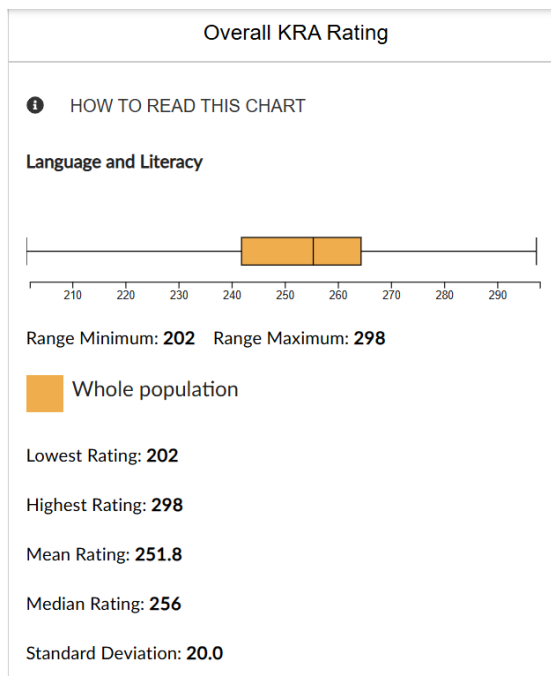 Overall KRA Rating
HOW TO READ THIS CHART
Language and Literacy
210 220 230 240 250 260 270 280 290
Range Minimum: 202 Range Maximum: 298
Whole population
Lowest Rating: 202
Highest Rating: 298
Mean Rating: 251.8
Median Rating: 256
Standard Deviation: 20.0